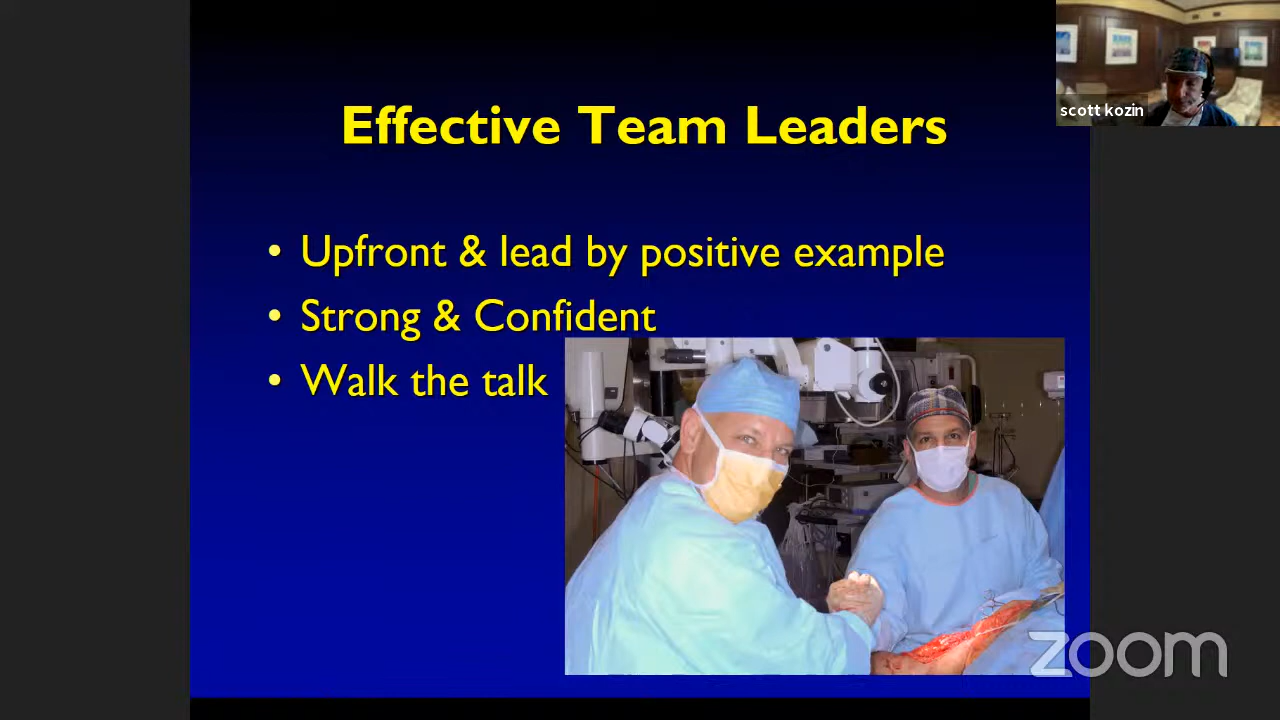 Effective Team Leaders
scott kozin
• Upfront & lead by positive example
• Strong & Confident
• Walk the talk
zoom